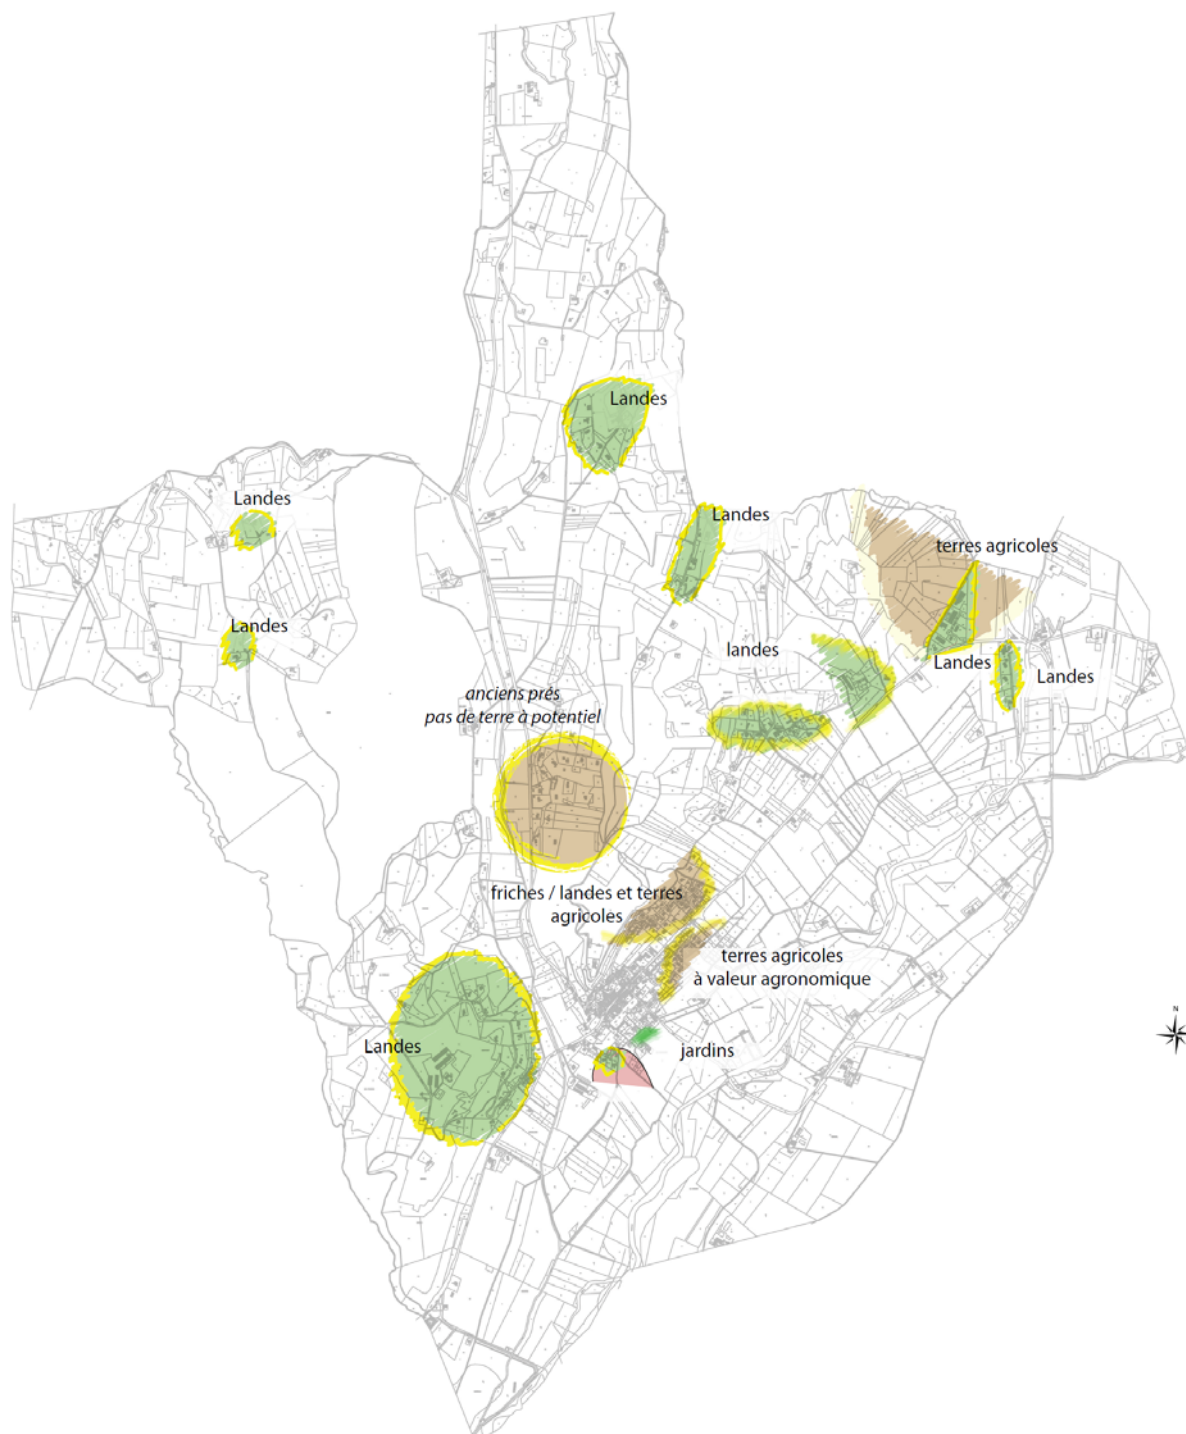 Landes
Landes
Landes
terres agricoles
Landes
landes
Landes
Landes
anciens prés
pas de terre à potentiel
friches / landes et terres
agricoles
terres agricoles
à valeur agronomique
Landes
jardins
N